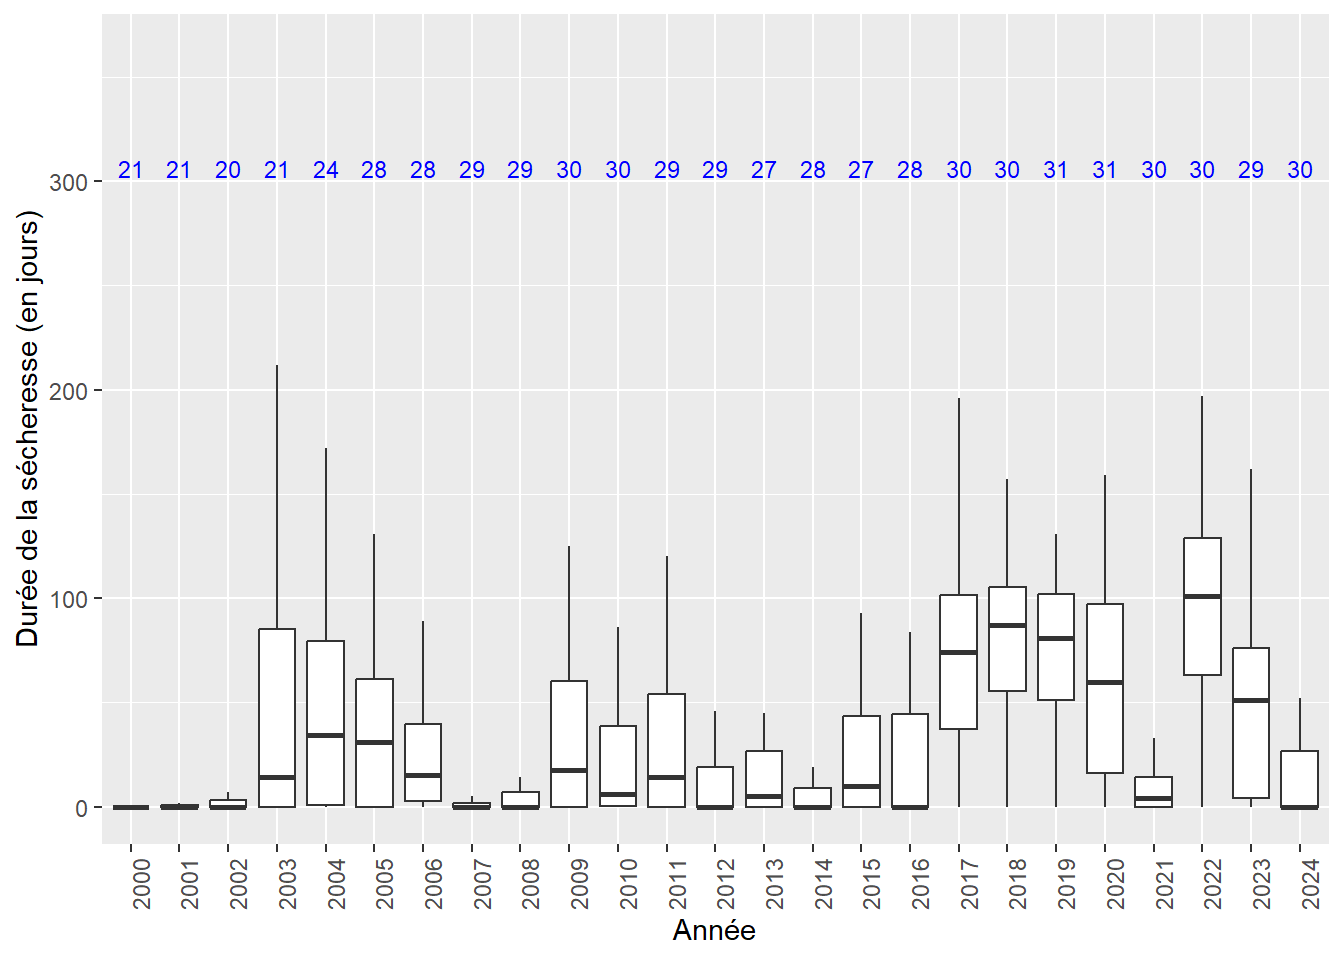 21 21 20 21 24 28 28 29 29 30 30 29 29 27 28 27 28 30 30 31 31 30 30 29 30
300
200
100
0
Durée de la sécheresse (en jours)
2000 2001 2002 2003 2004 2005 2006 2007 2008 2009 2010 2011 2012 2013 2014 2015 2016 2017 2018 2019 2020 2021 2022 2023 2024
Année